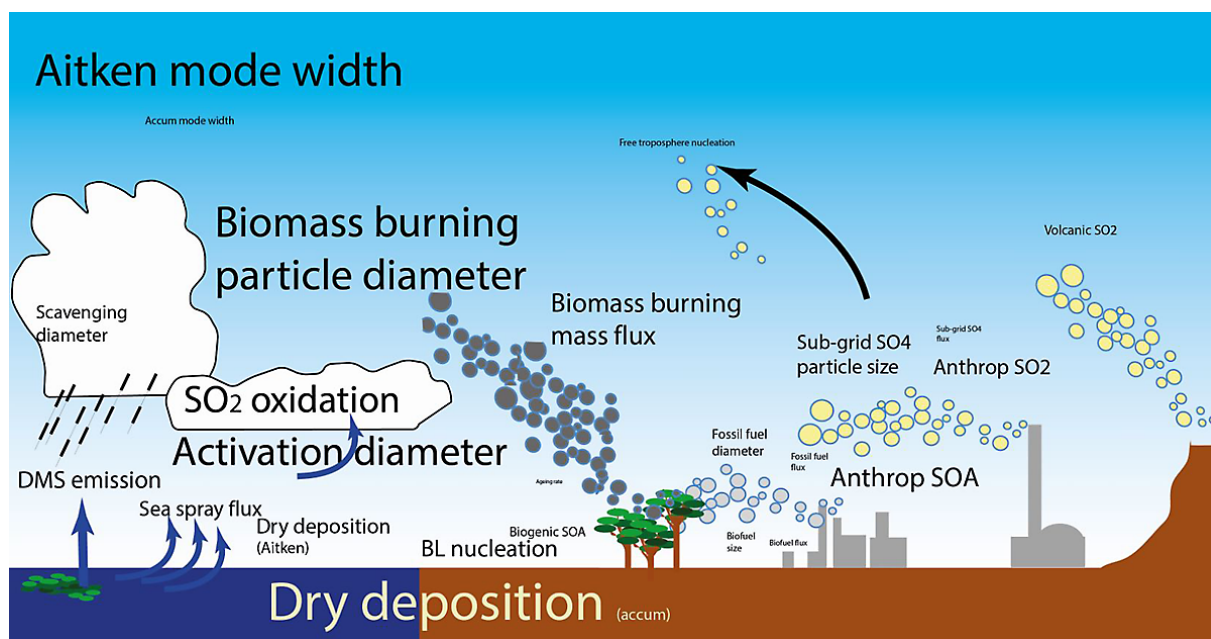 Aitken mode width
Accum mode width
Free troposphere nucleation
Volcanic SO2
Biomass burning
particle diameter
Scavenging
diameter
Biomass burning
mass flux
Sub-grid SO4
particle size
Sub-grid SO4
flux
Anthrop SO2
SO2 oxidation
Activation diameter
Fossil fuel
diameter
Fossil fuel
flux
Anthrop SOA
DMS emission
Ageing rate
Sea spray flux
Dry deposition
(Aitken)
BL nucleation
Biogenic SOA
Biofuel
size
Biofuel flux
Dry deposition (accum)